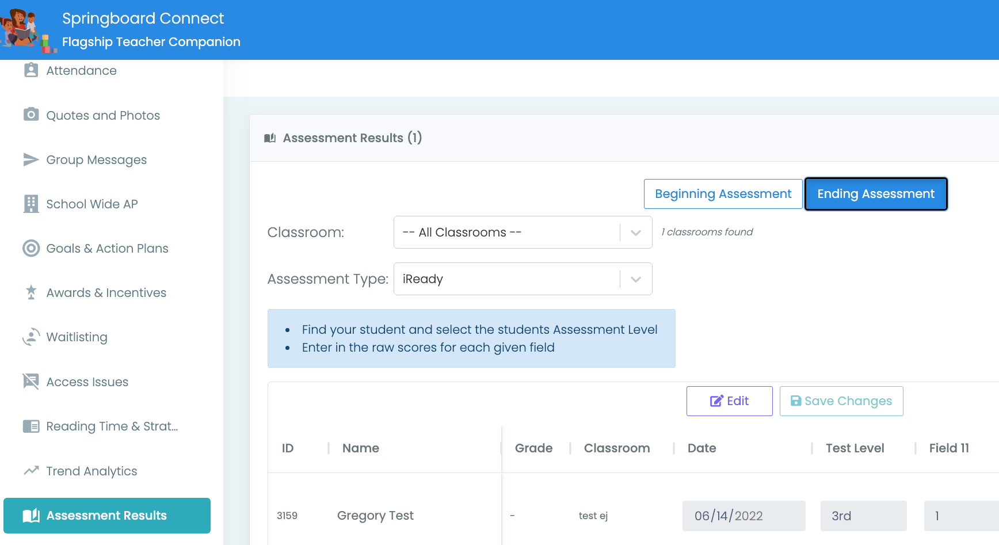 Springboard Connect
Flagship Teacher Companion
Attendance
Quotes and Photos
Group Messages
School Wide AP
Goals & Action Plans
Awards & Incentives
Waitlisting
Access Issues
Reading Time & Strat...
Trend Analytics
Assessment Results
Assessment Results (1)
Beginning Assessment Ending Assessment
Classroom: -- All Classrooms -- 1 classrooms found
Assessment Type: iReady
• Find your student and select the students Assessment Level
• Enter in the raw scores for each given field
Edit Save Changes
ID Name Grade Classroom Date Test Level Field 11
3159 Gregory Test - test ej 06/14/2022 3rd 1